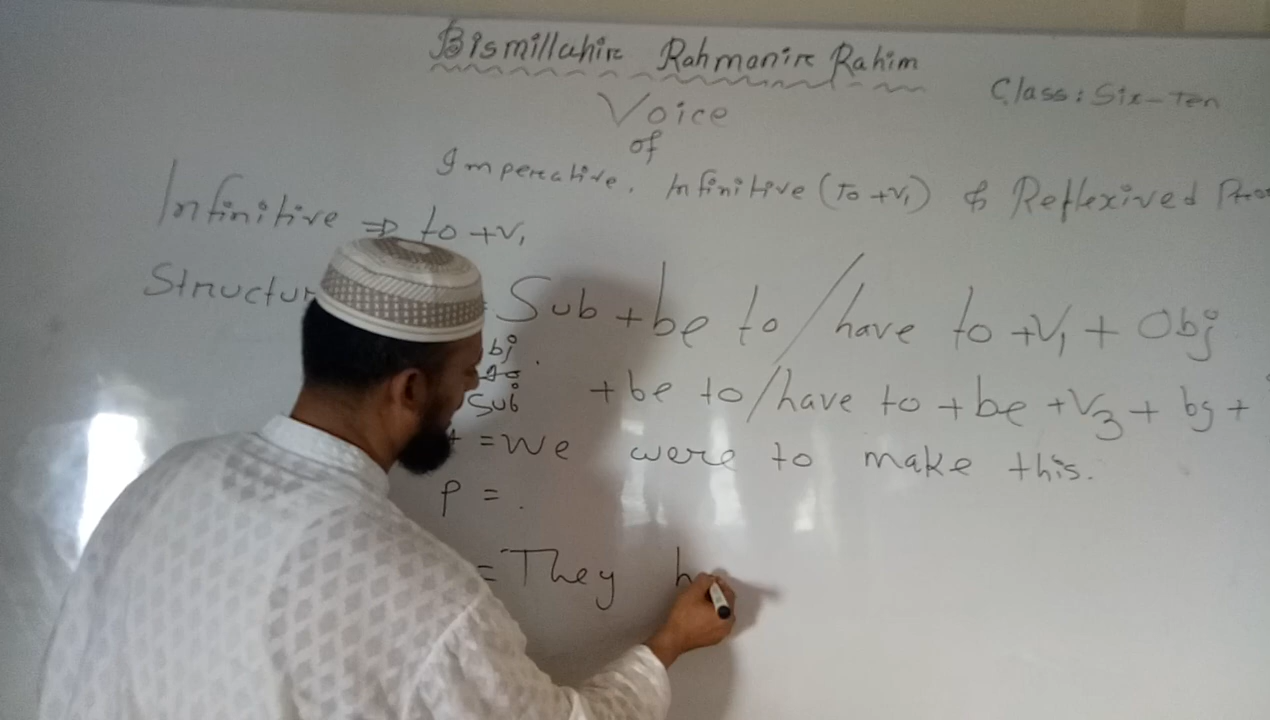 Bismillahir Rahmanir Rahim
Class: Six-Ten
Voice
of
Imperative, Infinitive (To +V₁) & Reflexived
Infinitive ⇒ to +V₁
Sub + be to / have to +V₁ + Obj
Sub + be to / have to + be +V3 + by +
= We were to make this.
P =
= They